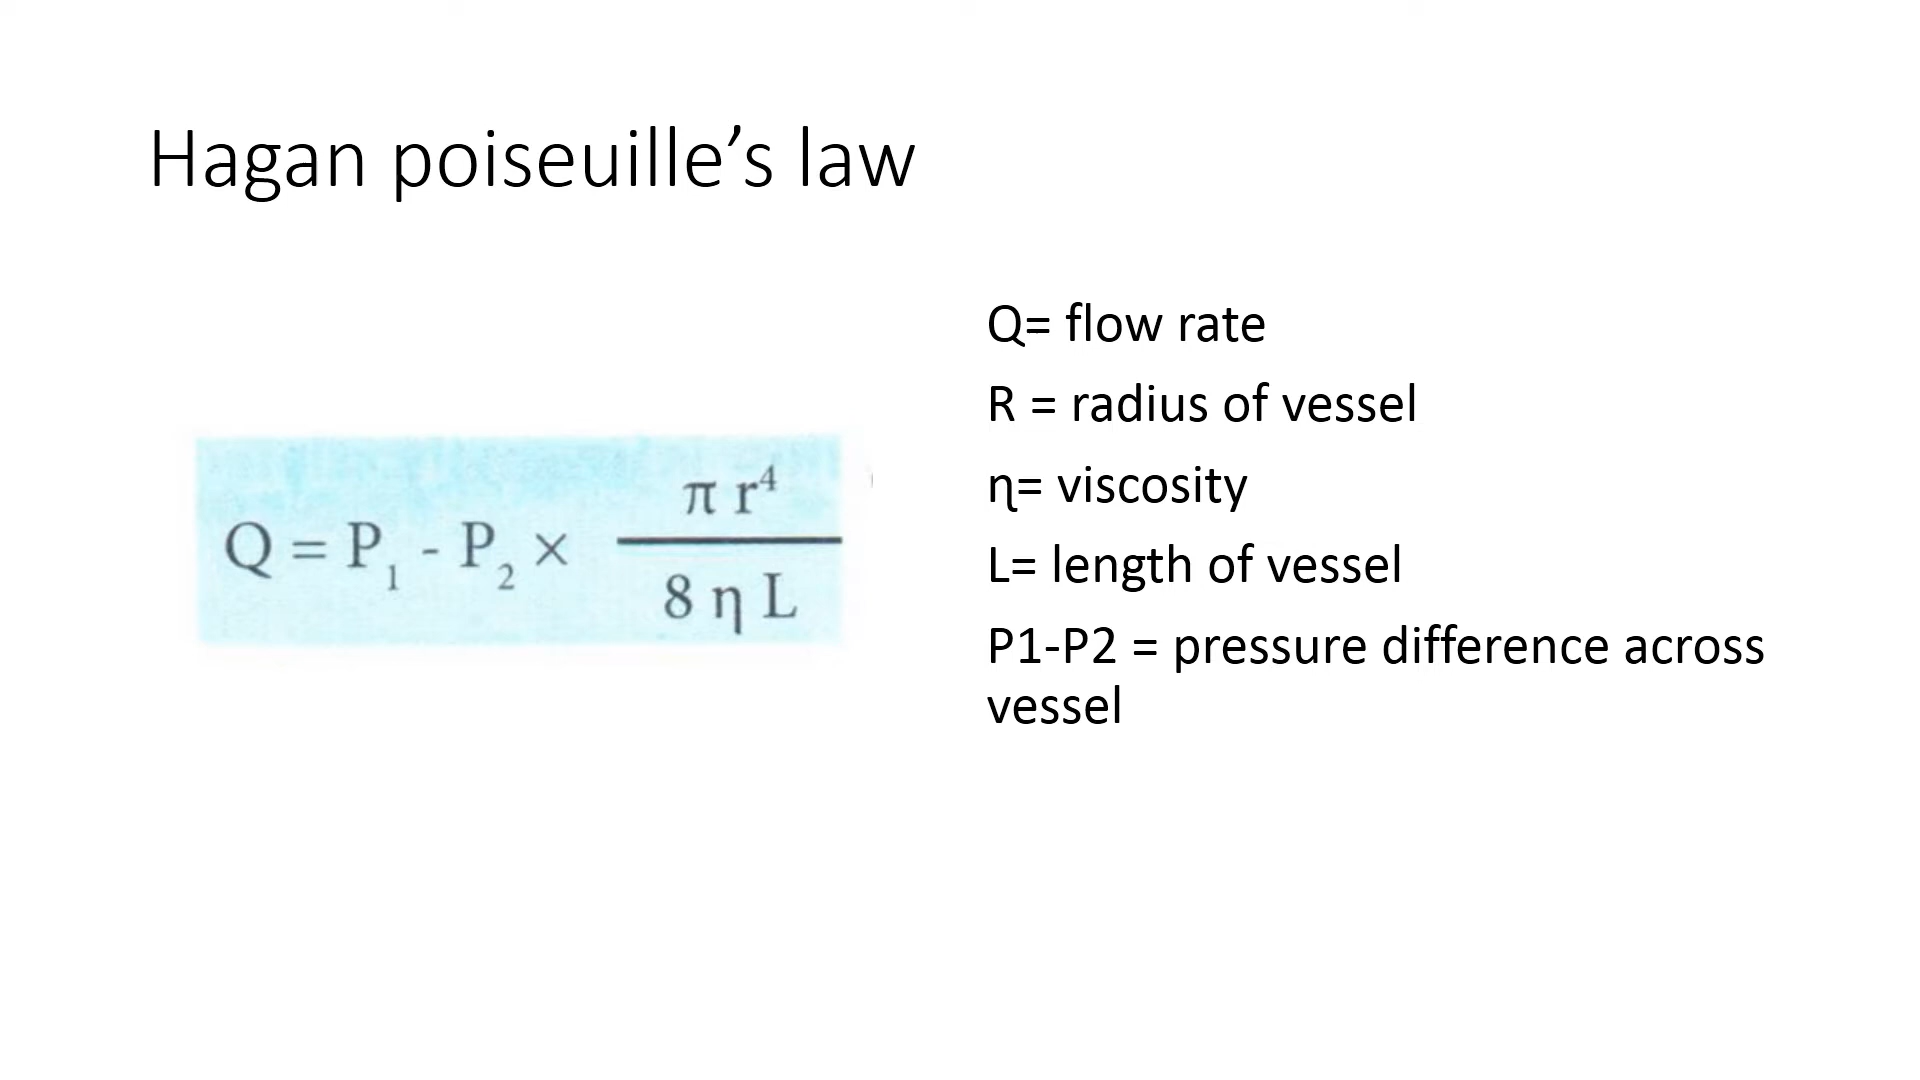 Hagan poiseuille’s law
Q = P₁ - P₂ × π r⁴ / 8 η L
Q= flow rate
R = radius of vessel
η= viscosity
L= length of vessel
P1-P2 = pressure difference across
vessel